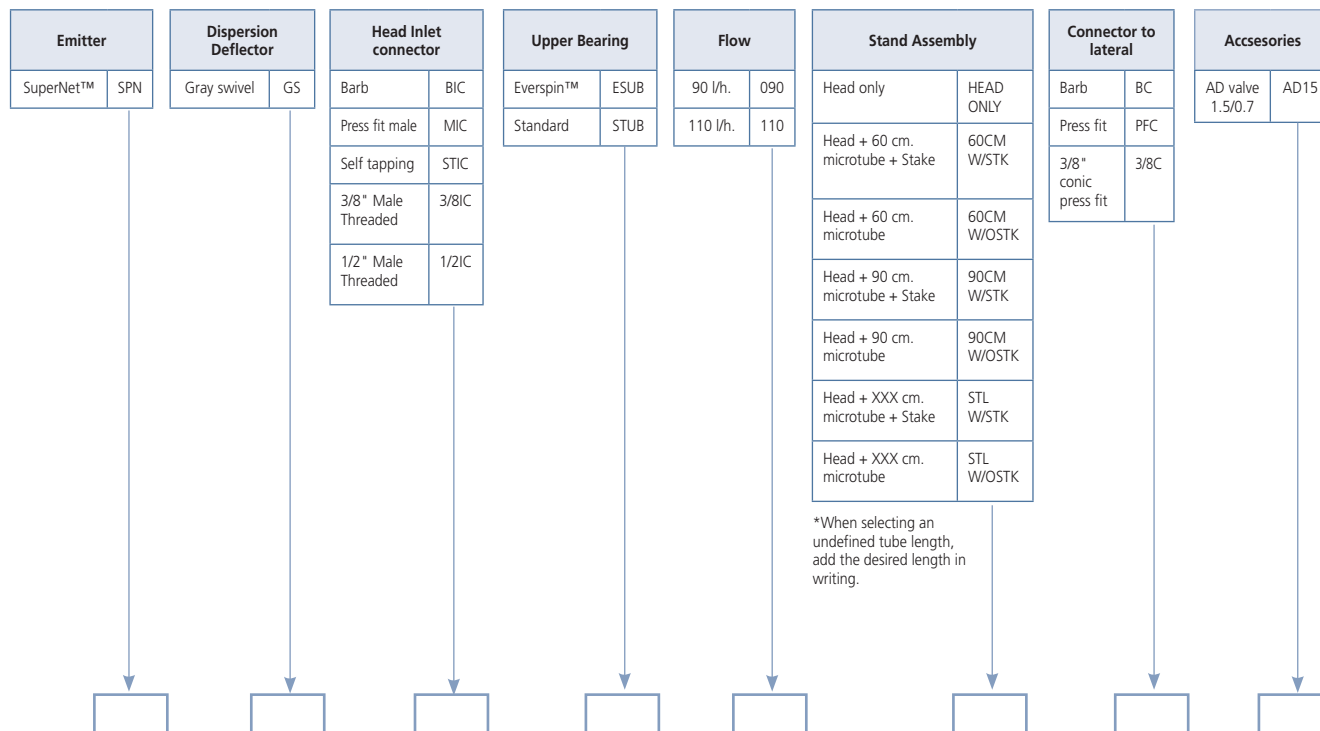 Emitter
SuperNet™ SPN
Dispersion
Deflector
Gray swivel GS
Head Inlet
connector
Barb BIC
Press fit male MIC
Self tapping STIC
3/8" Male 3/8IC
Threaded
1/2" Male 1/2IC
Threaded
Upper Bearing
Everspin™ ESUB
Standard STUB
Flow
90 l/h. 090
110 l/h. 110
Stand Assembly
Head only HEAD
ONLY
Head + 60 cm. 60CM
microtube + Stake W/STK
Head + 60 cm. 60CM
microtube W/OSTK
Head + 90 cm. 90CM
microtube + Stake W/STK
Head + 90 cm. 90CM
microtube W/OSTK
Head + XXX cm. STL
microtube + Stake W/STK
Head + XXX cm. STL
microtube W/OSTK
*When selecting an
undefined tube length,
add the desired length in
writing.
Connector to
lateral
Barb BC
Press fit PFC
3/8" 3/8C
conic
press fit
Accsesories
AD valve AD15
1.5/0.7